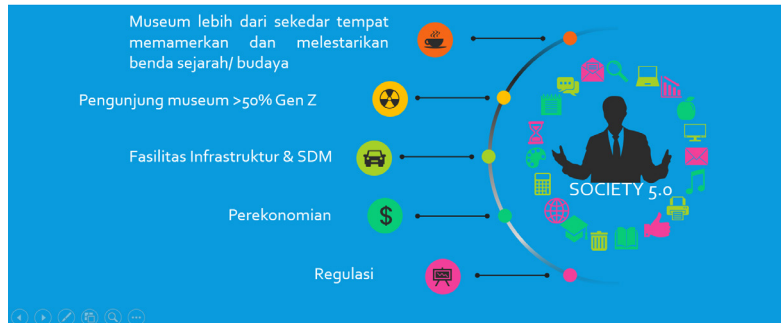 Museum lebih dari sekedar tempat
memamerkan dan melestarikan
benda sejarah/ budaya
Pengunjung museum >50% Gen Z
Fasilitas Infrastruktur & SDM
Perekonomian
Regulasi
SOCIETY 5.0